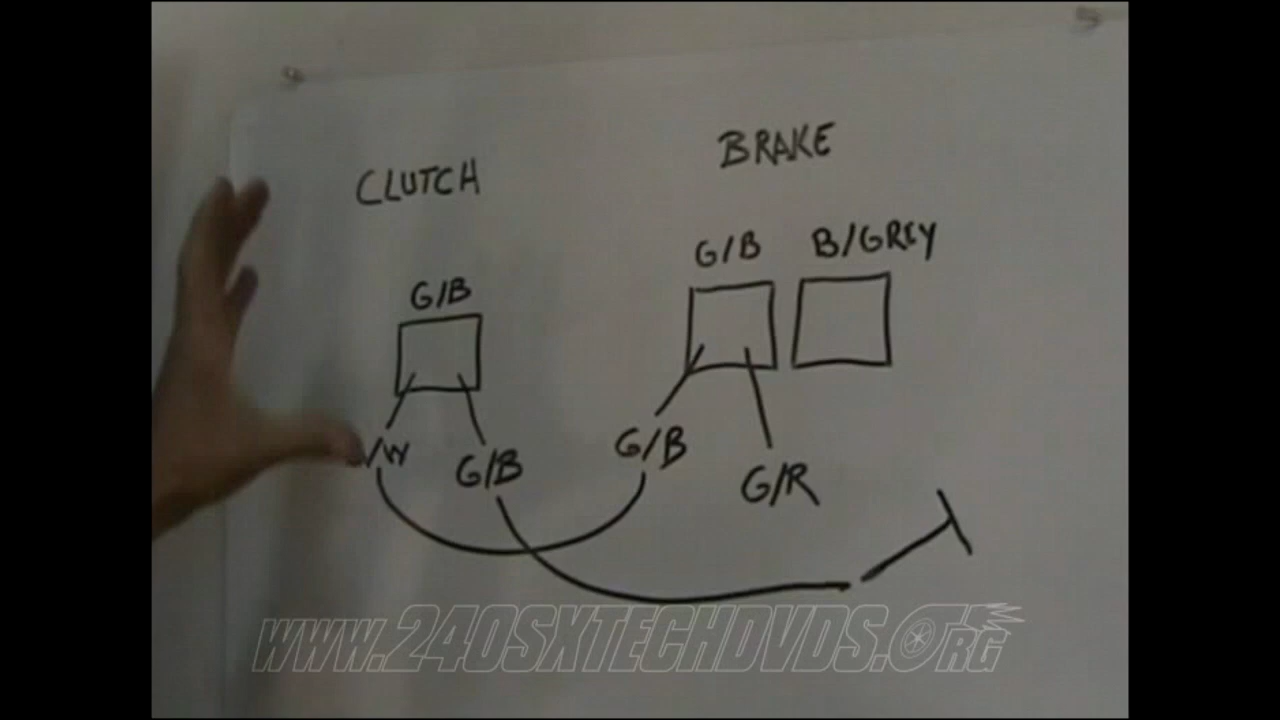 CLUTCH
BRAKE
G/B
B/GREY
G/B
/W
G/B
G/B
G/R
www.240SXTECHDVDS.ORG